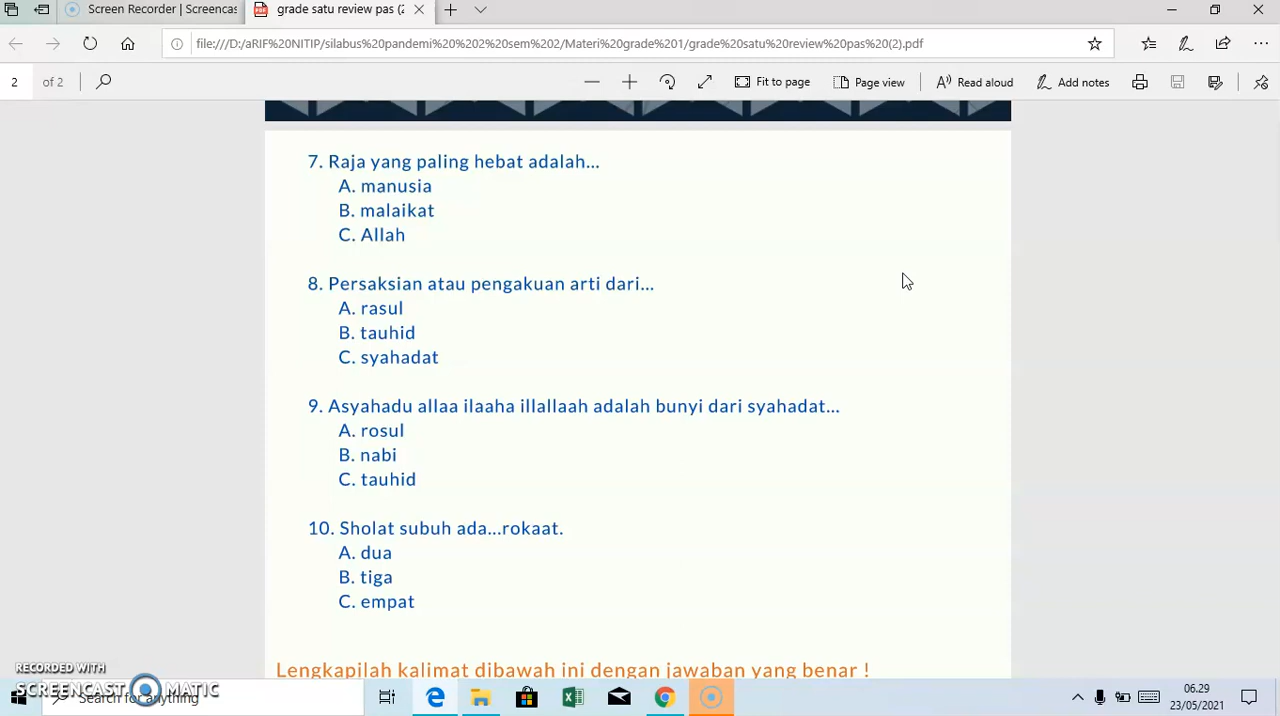 Screen Recorder | Screencas
grade satu review pas (2
file:///D:/aRIF%20NITIP/silabus%20pandemi%20%202%20sem%202/Materi%20grade%201/grade%20satu%20review%20pas%20(2).pdf
2 of 2
Fit to page
Page view
Read aloud
Add notes
7. Raja yang paling hebat adalah...
A. manusia
B. malaikat
C. Allah
8. Persaksian atau pengakuan arti dari...
A. rasul
B. tauhid
C. syahadat
9. Asyahadu allaa ilaaha illallaah adalah bunyi dari syahadat...
A. rosul
B. nabi
C. tauhid
10. Sholat subuh ada...rokaat.
A. dua
B. tiga
C. empat
Lengkapilah kalimat dibawah ini dengan jawaban yang benar !
RECORDED WITH
SCREENCAST MATIC
Search for anything
06.29
23/05/2021